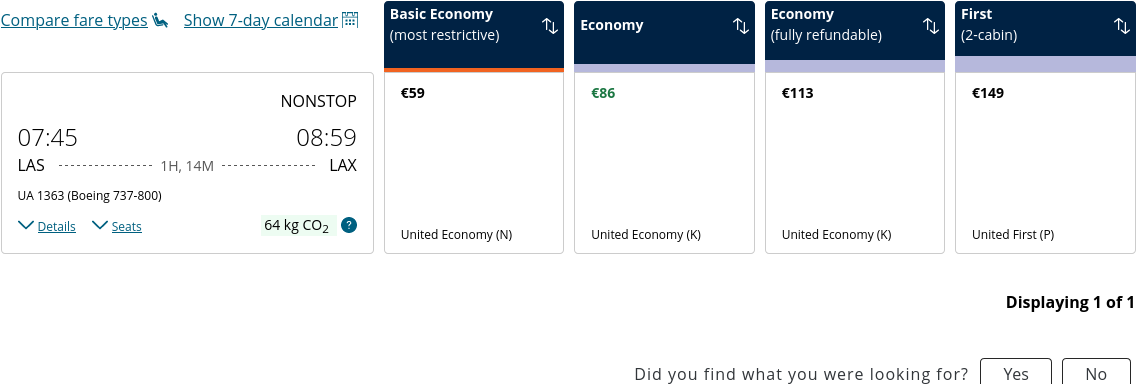 Compare fare types
Show 7-day calendar
Basic Economy
(most restrictive)
Economy
Economy
(fully refundable)
First
(2-cabin)
NONSTOP
07:45
08:59
LAS
1H, 14M
LAX
UA 1363 (Boeing 737-800)
Details
Seats
64 kg CO2
?
€59
United Economy (N)
€86
United Economy (K)
€113
United Economy (K)
€149
United First (P)
Displaying 1 of 1
Did you find what you were looking for?
Yes
No